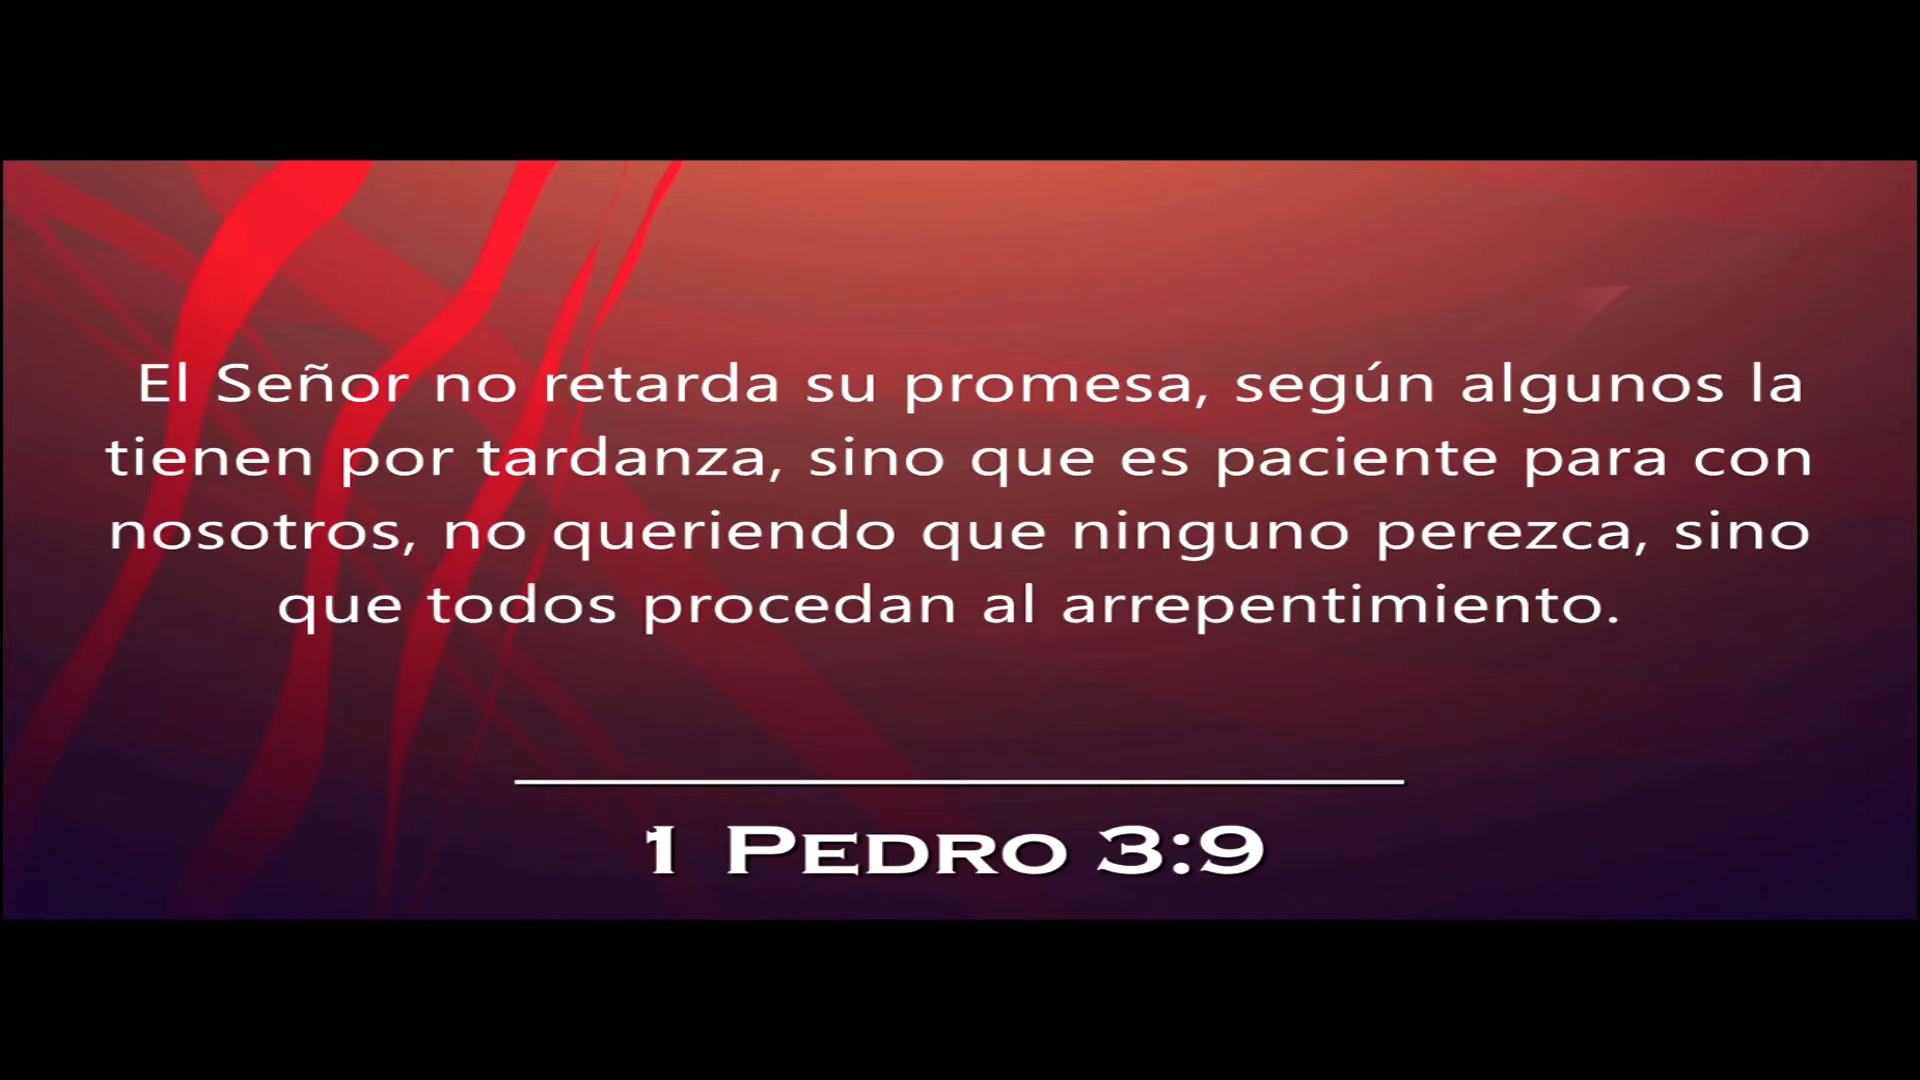 El Señor no retarda su promesa, según algunos la
tienen por tardanza, sino que es paciente para con
nosotros, no queriendo que ninguno perezca, sino
que todos procedan al arrepentimiento.
1 PEDRO 3:9